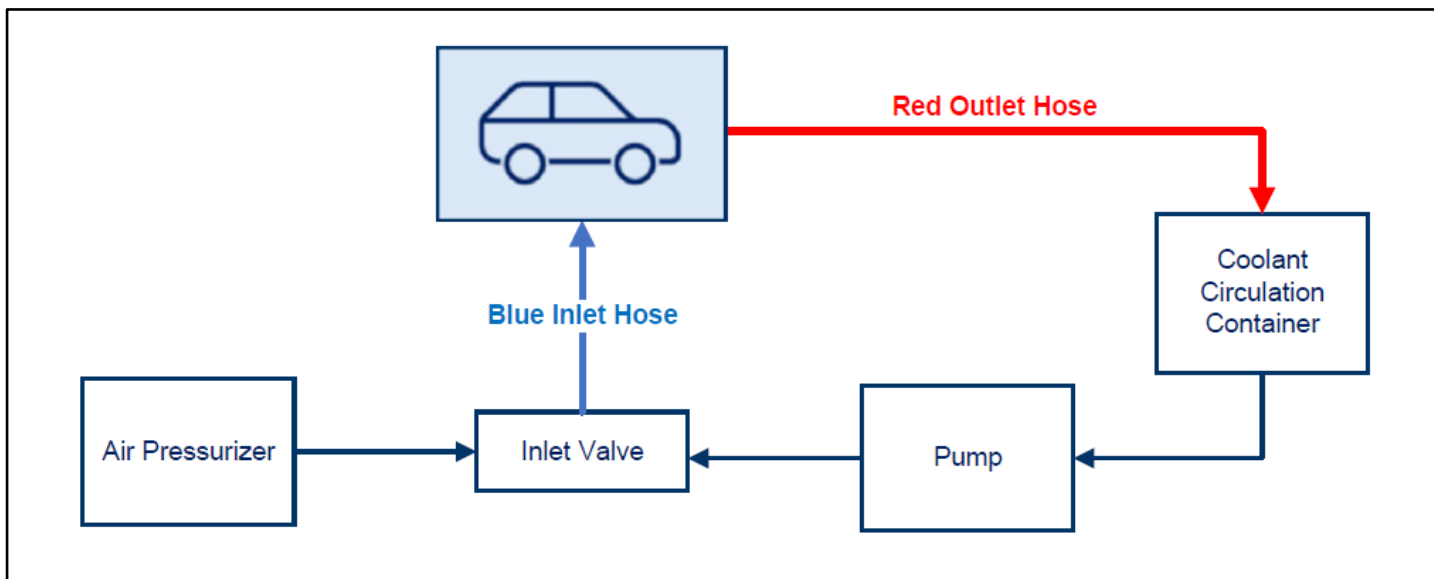 Red Outlet Hose
Coolant
Circulation
Container
Blue Inlet Hose
Air Pressurizer
Inlet Valve
Pump